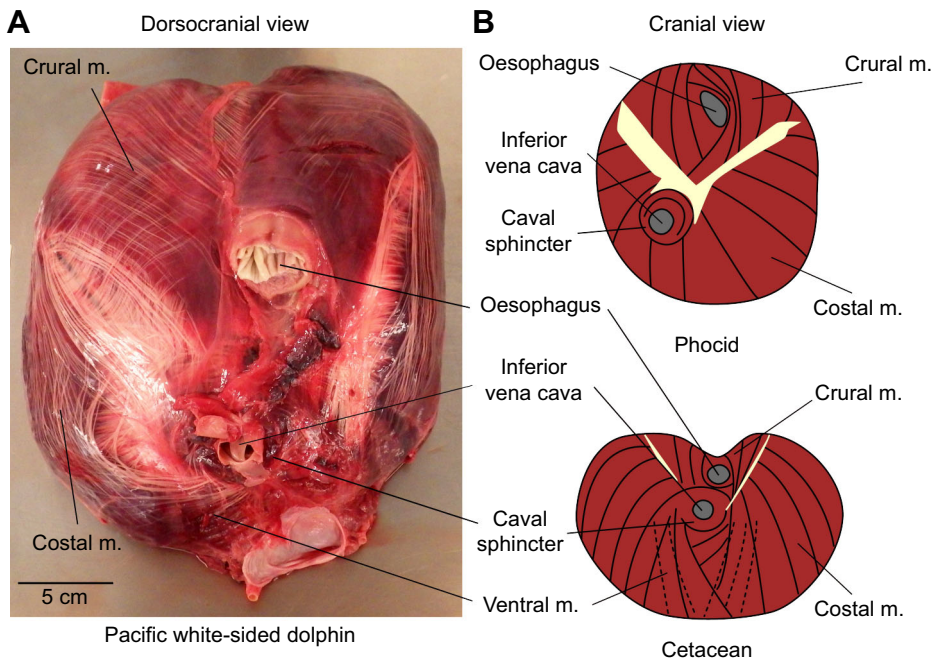 A
Dorsocranial view
Crural m.
Costal m.
5 cm
Pacific white-sided dolphin
B
Cranial view
Oesophagus
Crural m.
Inferior
vena cava
Caval
sphincter
Costal m.
Phocid
Oesophagus
Inferior
vena cava
Crural m.
Caval
sphincter
Ventral m.
Costal m.
Cetacean